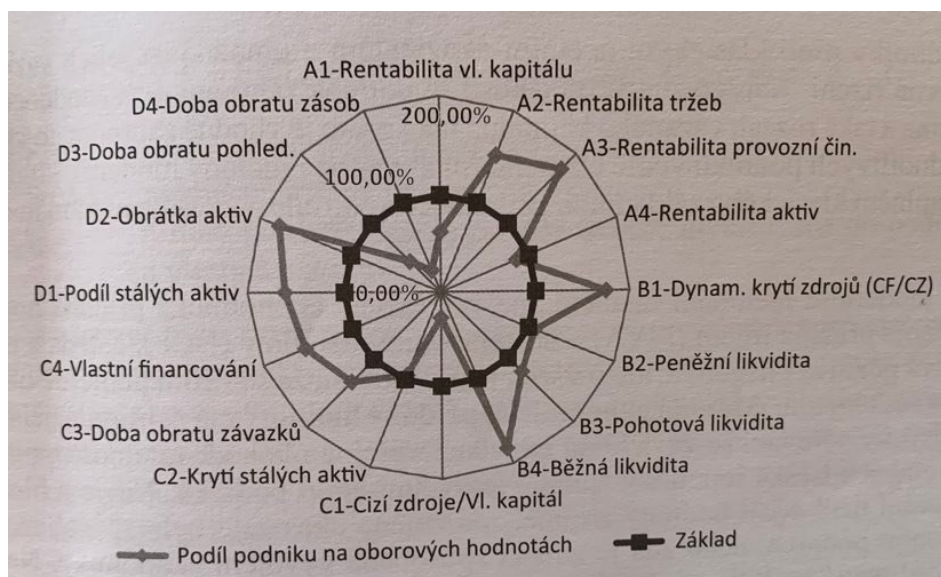 A1-Rentabilita vl. kapitálu
D4-Doba obratu zásob
200,00%
A2-Rentabilita tržeb
D3-Doba obratu pohled.
100,00%
A3-Rentabilita provozní čin.
D2-Obrátka aktiv
A4-Rentabilita aktiv
D1-Podíl stálých aktiv
0,00%
B1-Dynam. krytí zdrojů (CF/CZ)
C4-Vlastní financování
B2-Peněžní likvidita
C3-Doba obratu závazků
B3-Pohotová likvidita
C2-Krytí stálých aktiv
B4-Běžná likvidita
C1-Cizí zdroje/Vl. kapitál
Podíl podniku na oborových hodnotách
Základ